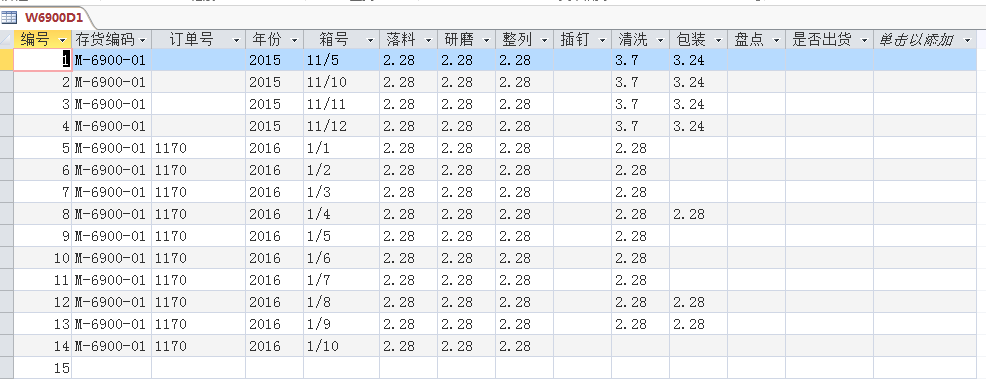 W6900D1
编号 存货编码 订单号 年份 箱号 落料 研磨 整列 插钉 清洗 包装 盘点 是否出货 单击以添加
1 M-6900-01 2015 11/5 2.28 2.28 2.28 3.7 3.24
2 M-6900-01 2015 11/10 2.28 2.28 2.28 3.7 3.24
3 M-6900-01 2015 11/11 2.28 2.28 2.28 3.7 3.24
4 M-6900-01 2015 11/12 2.28 2.28 2.28 3.7 3.24
5 M-6900-01 1170 2016 1/1 2.28 2.28 2.28 2.28
6 M-6900-01 1170 2016 1/2 2.28 2.28 2.28 2.28
7 M-6900-01 1170 2016 1/3 2.28 2.28 2.28 2.28
8 M-6900-01 1170 2016 1/4 2.28 2.28 2.28 2.28 2.28
9 M-6900-01 1170 2016 1/5 2.28 2.28 2.28 2.28
10 M-6900-01 1170 2016 1/6 2.28 2.28 2.28 2.28
11 M-6900-01 1170 2016 1/7 2.28 2.28 2.28 2.28
12 M-6900-01 1170 2016 1/8 2.28 2.28 2.28 2.28 2.28
13 M-6900-01 1170 2016 1/9 2.28 2.28 2.28 2.28 2.28
14 M-6900-01 1170 2016 1/10 2.28 2.28 2.28
15